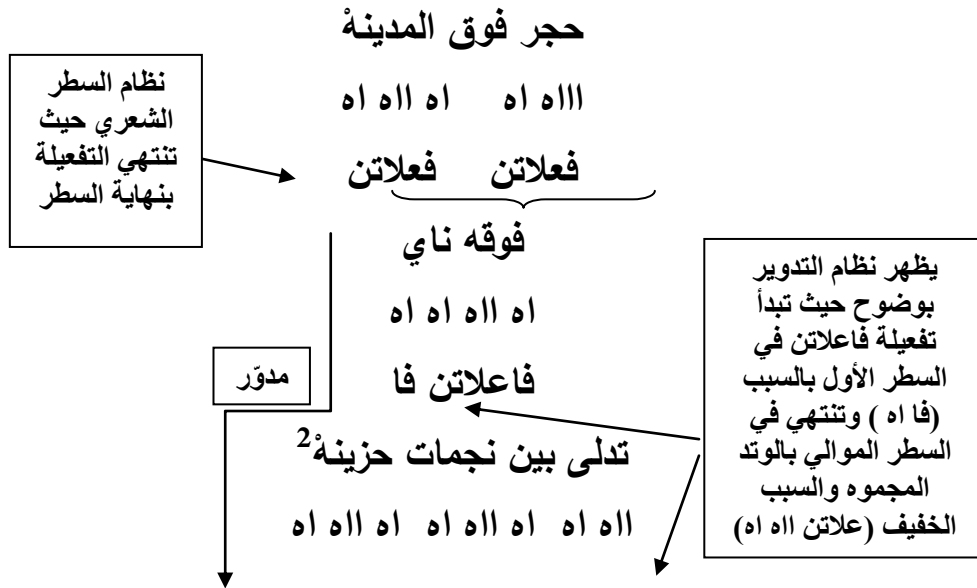 حجر فوق المدينهْ
نظام السطر
الشعري حيث
تنتهي التفعيلة
بنهاية السطر
اااه اه اه ااه اه
فعلاتن فعلاتن
فوقه ناي
اه ااه اه اه
فاعلاتن فا
مدوّر
يظهر نظام التدوير
بوضوح حيث تبدأ
تفعيلة فاعلاتن في
السطر الأول بالسبب
(فا اه ) وتنتهي في
السطر الموالي بالوتد
المجموه والسبب
الخفيف (علاتن ااه اه)
تدلى بين نجمات حزينهْ2
ااه اه اه ااه اه اه ااه اه